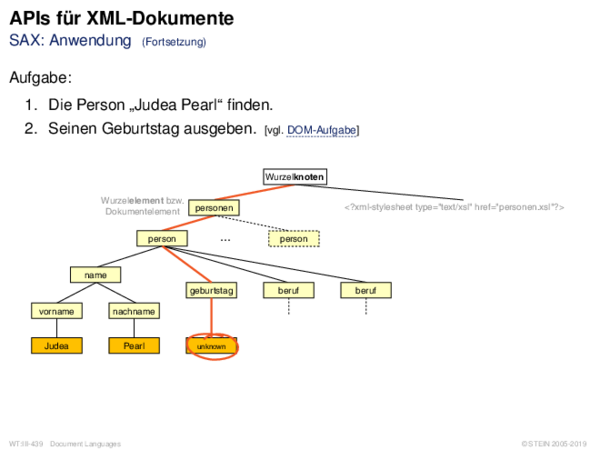 APIs für XML-Dokumente
SAX: Anwendung (Fortsetzung)
Aufgabe:
1. Die Person „Judea Pearl“ finden.
2. Seinen Geburtstag ausgeben. [vgl. DOM-Aufgabe]
Wurzelknoten
Wurzelelement bzw.
Dokumentelement
personen
<?xml-stylesheet type="text/xsl" href="personen.xsl"?>
person
...
person
name
geburtstag
beruf
beruf
vorname
nachname
Judea
Pearl
unknown
WT:III-439 Document Languages
© STEIN 2005-2019